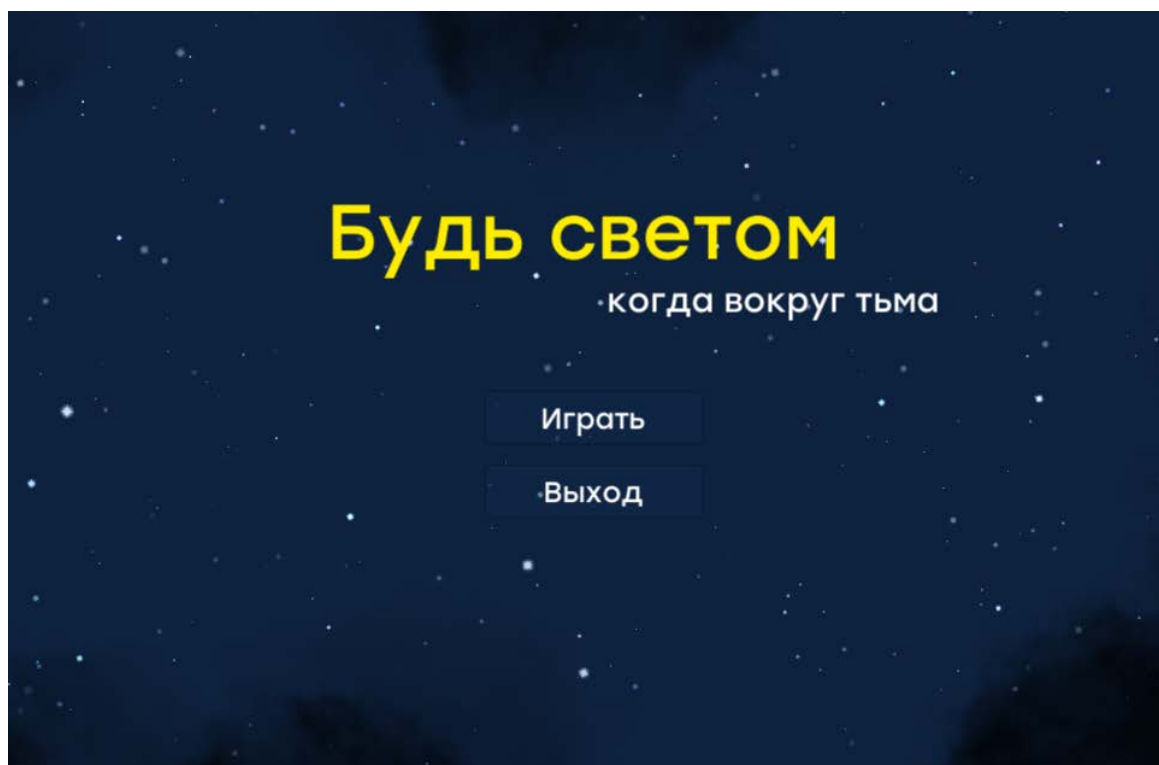 Будь светом
когда вокруг тьма
Играть
Выход